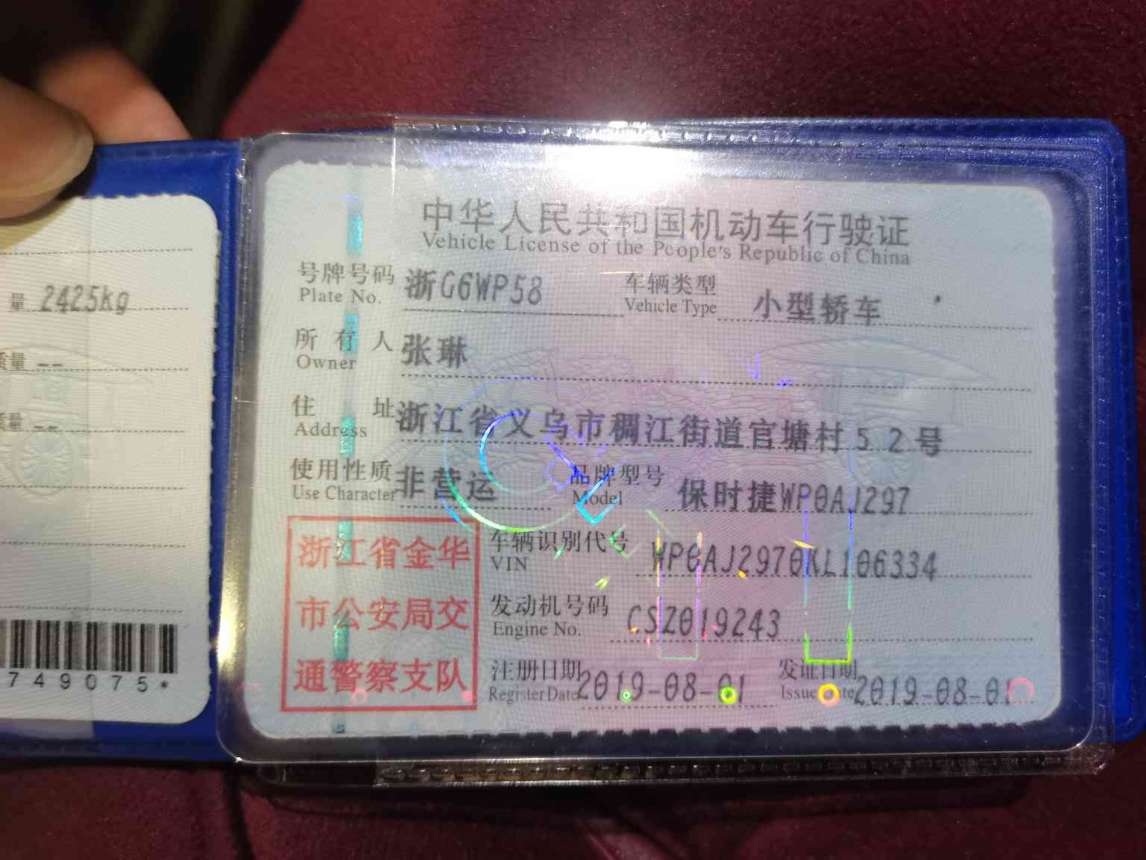 量 2425kg
质量 --
质量 --
749075*
中华人民共和国机动车行驶证
Vehicle License of the People's Republic of China
号牌号码 浙G6WP58 车辆类型 小型轿车
Plate No. Vehicle Type
所有人 张琳
Owner
住址 浙江省义乌市稠江街道官塘村52号
Address
使用性质 非营运 品牌型号 保时捷WP0AJ297
Use Character Model
浙江省金华
市公安局交
通警察支队
车辆识别代号 WP0AJ2970KL106334
VIN
发动机号码 CSZ019243
Engine No.
注册日期 2019-08-01 发证日期 2019-08-01
Register Date Issue Date